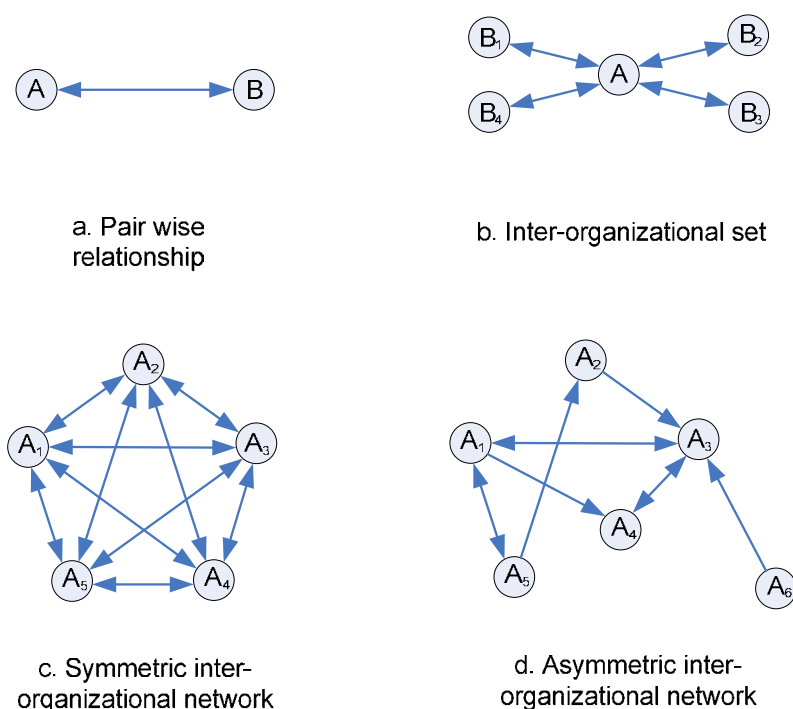 A B
B1 B2
A
B4 B3
a. Pair wise
relationship
b. Inter-organizational set
A2
A1 A3
A5 A4
c. Symmetric inter-
organizational network
A2
A1 A3
A4
A5 A6
d. Asymmetric inter-
organizational network